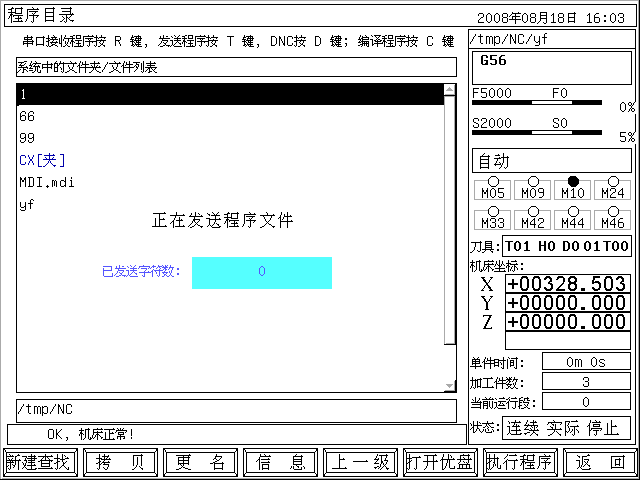 程序目录
2008年08月18日 16:03
串口接收程序按 R 键, 发送程序按 T 键, DNC按 D 键; 编译程序按 C 键
/tmp/NC/yf
系统中的文件夹/文件列表
G56
1
66
99
CX[夹]
MDI.mdi
yf
正在发送程序文件
已发送字符数: 0
F5000 F0
0%
S2000 S0
5%
自动
M05 M09 M10 M24
M33 M42 M44 M46
刀具: T01 H0 D0 01T00
机床坐标:
X +00328.503
Y +00000.000
Z +00000.000
单件时间: 0m 0s
加工件数: 3
当前运行段: 0
/tmp/NC
OK, 机床正常!
状态: 连续 实际 停止
新建查找 拷 贝 更 名 信 息 上一级 打开优盘 执行程序 返 回